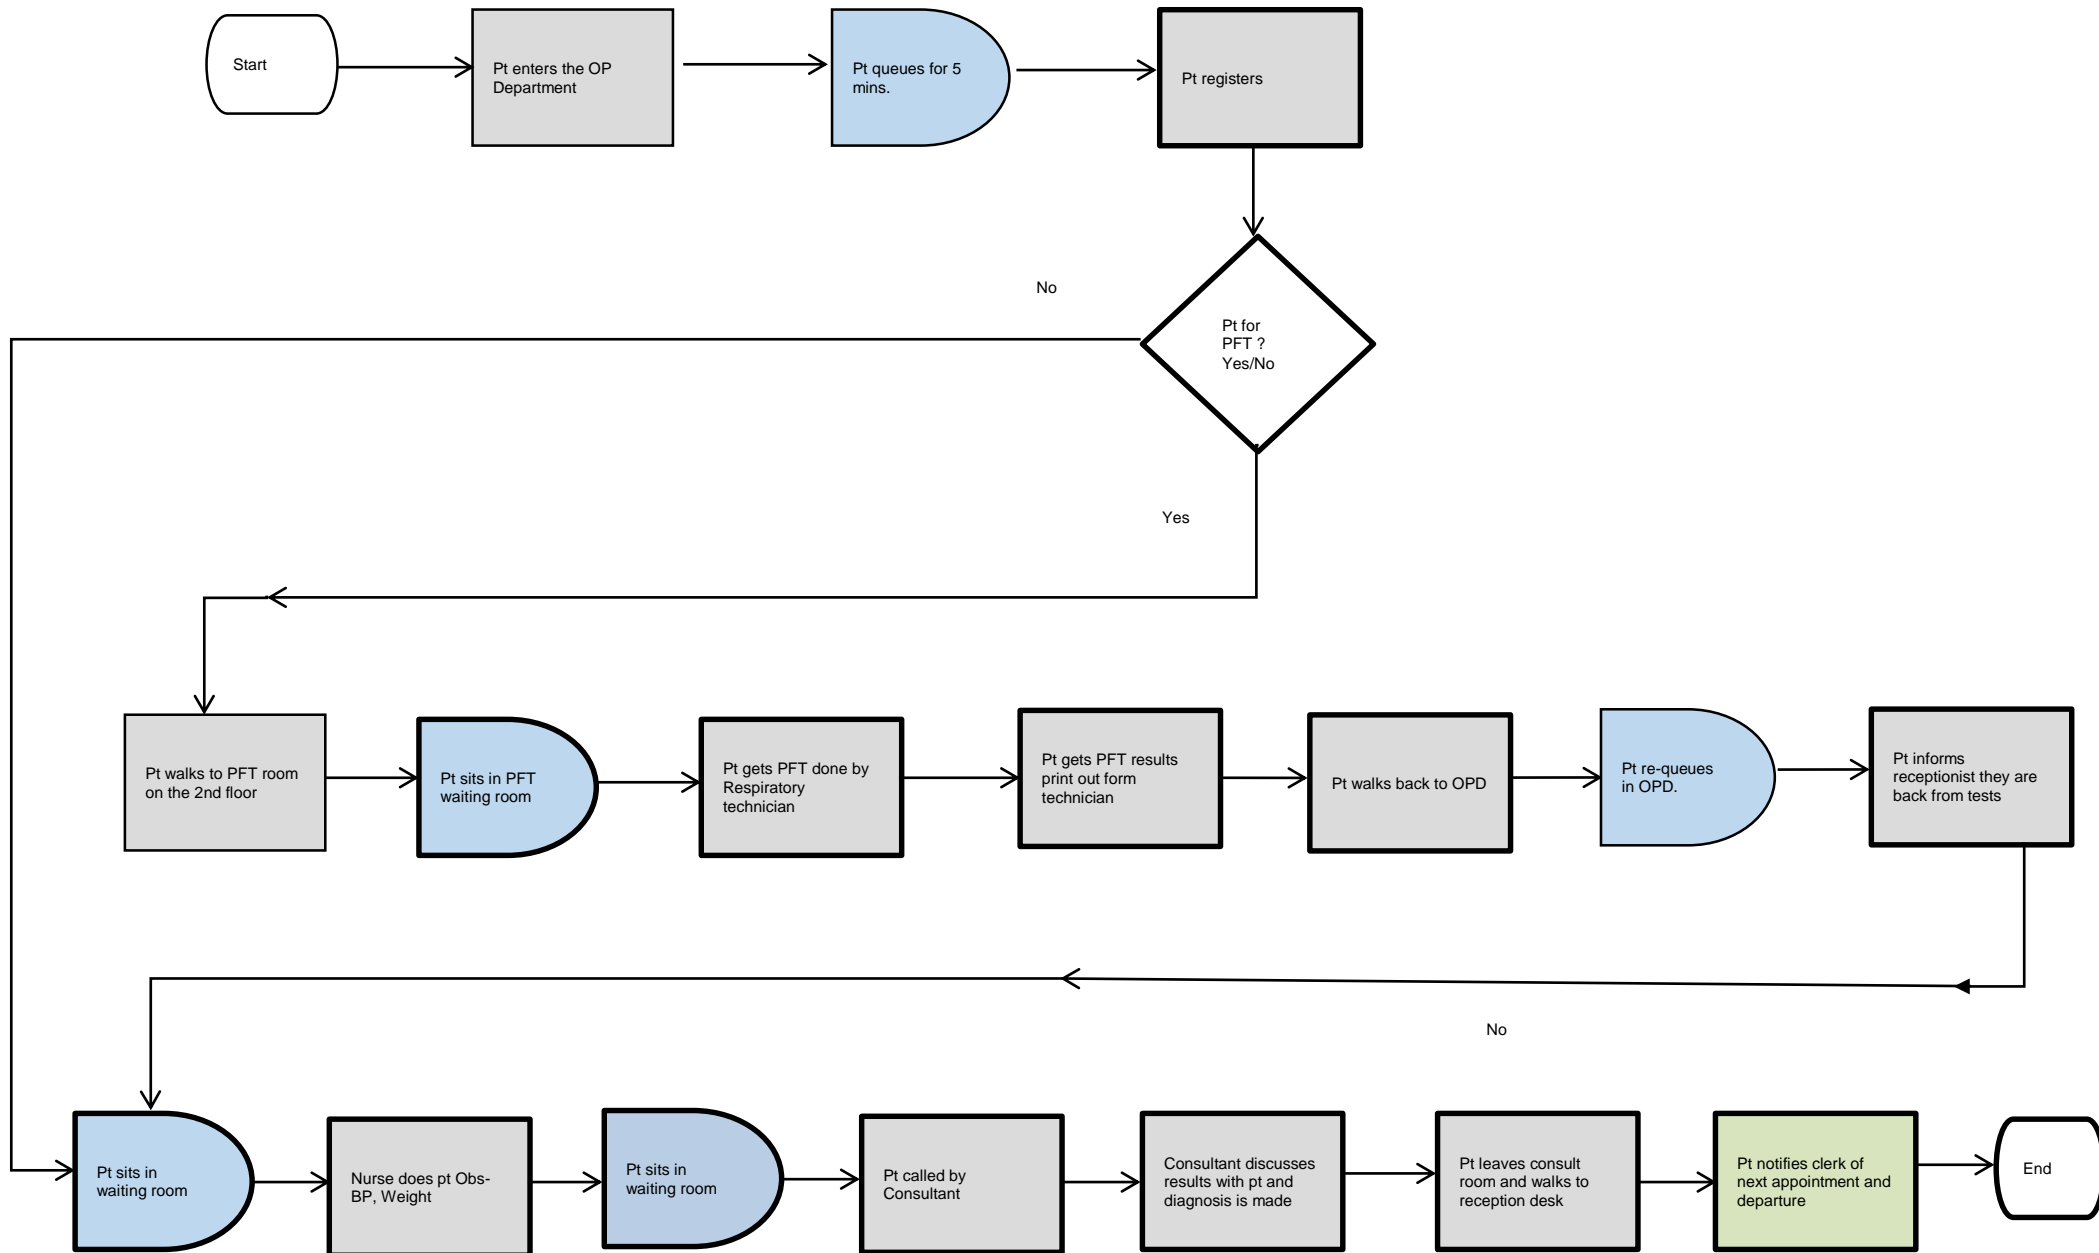 Start
Pt enters the OP
Department
Pt queues for 5
mins.
Pt registers
No
Pt for
PFT ?
Yes/No
Yes
Pt walks to PFT room
on the 2nd floor
Pt sits in PFT
waiting room
Pt gets PFT done by
Respiratory
technician
Pt gets PFT results
print out form
technician
Pt walks back to OPD
Pt re-queues
in OPD.
Pt informs
receptionist they are
back from tests
No
Pt sits in
waiting room
Nurse does pt Obs-
BP, Weight
Pt sits in
waiting room
Pt called by
Consultant
Consultant discusses
results with pt and
diagnosis is made
Pt leaves consult
room and walks to
reception desk
Pt notifies clerk of
next appointment and
departure
End